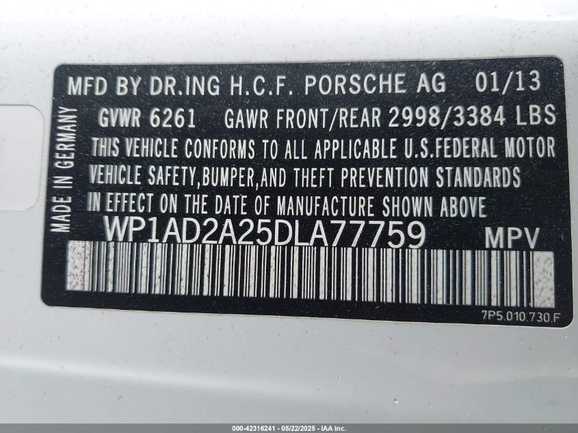 MFD BY DR.ING H.C.F. PORSCHE AG 01/13
GVWR 6261 GAWR FRONT/REAR 2998/3384 LBS
THIS VEHICLE CONFORMS TO ALL APPLICABLE U.S.FEDERAL MOTOR
VEHICLE SAFETY,BUMPER,AND THEFT PREVENTION STANDARDS
IN EFFECT ON THE DATE OF MANUFACTURE SHOWN ABOVE
WP1AD2A25DLA77759 MPV
MADE IN GERMANY
7P5.010.730.F
000-42316241 - 05/22/2025 - IAA Inc.